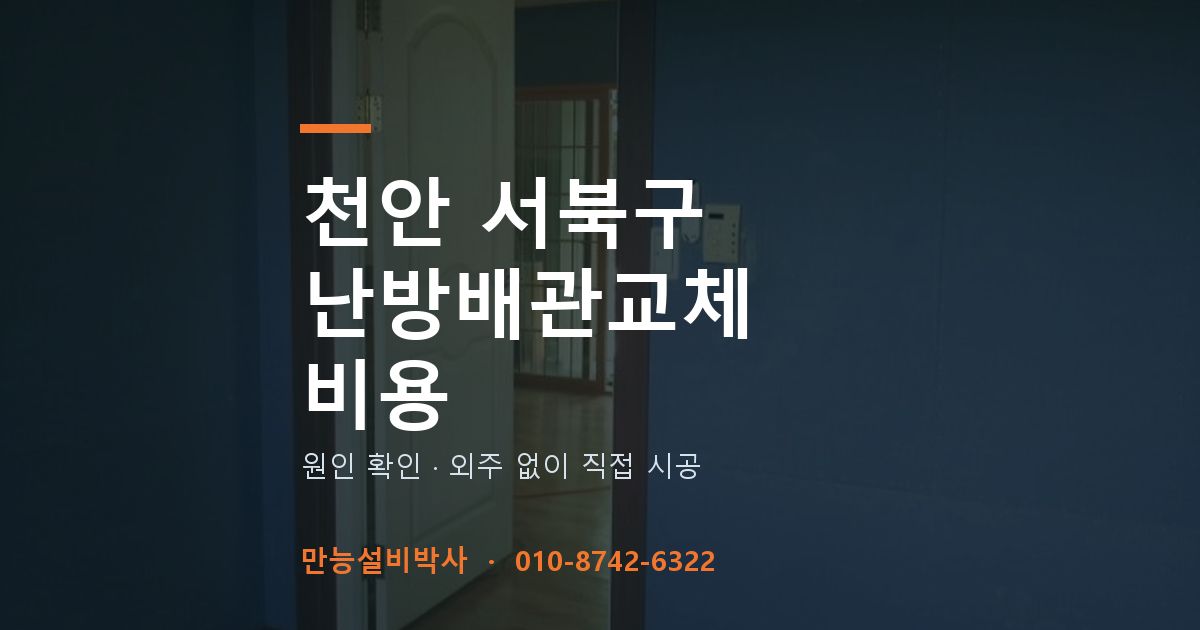 천안 서북구
난방배관교체
비용
원인 확인 · 외주 없이 직접 시공
만능설비박사 · 010-8742-6322